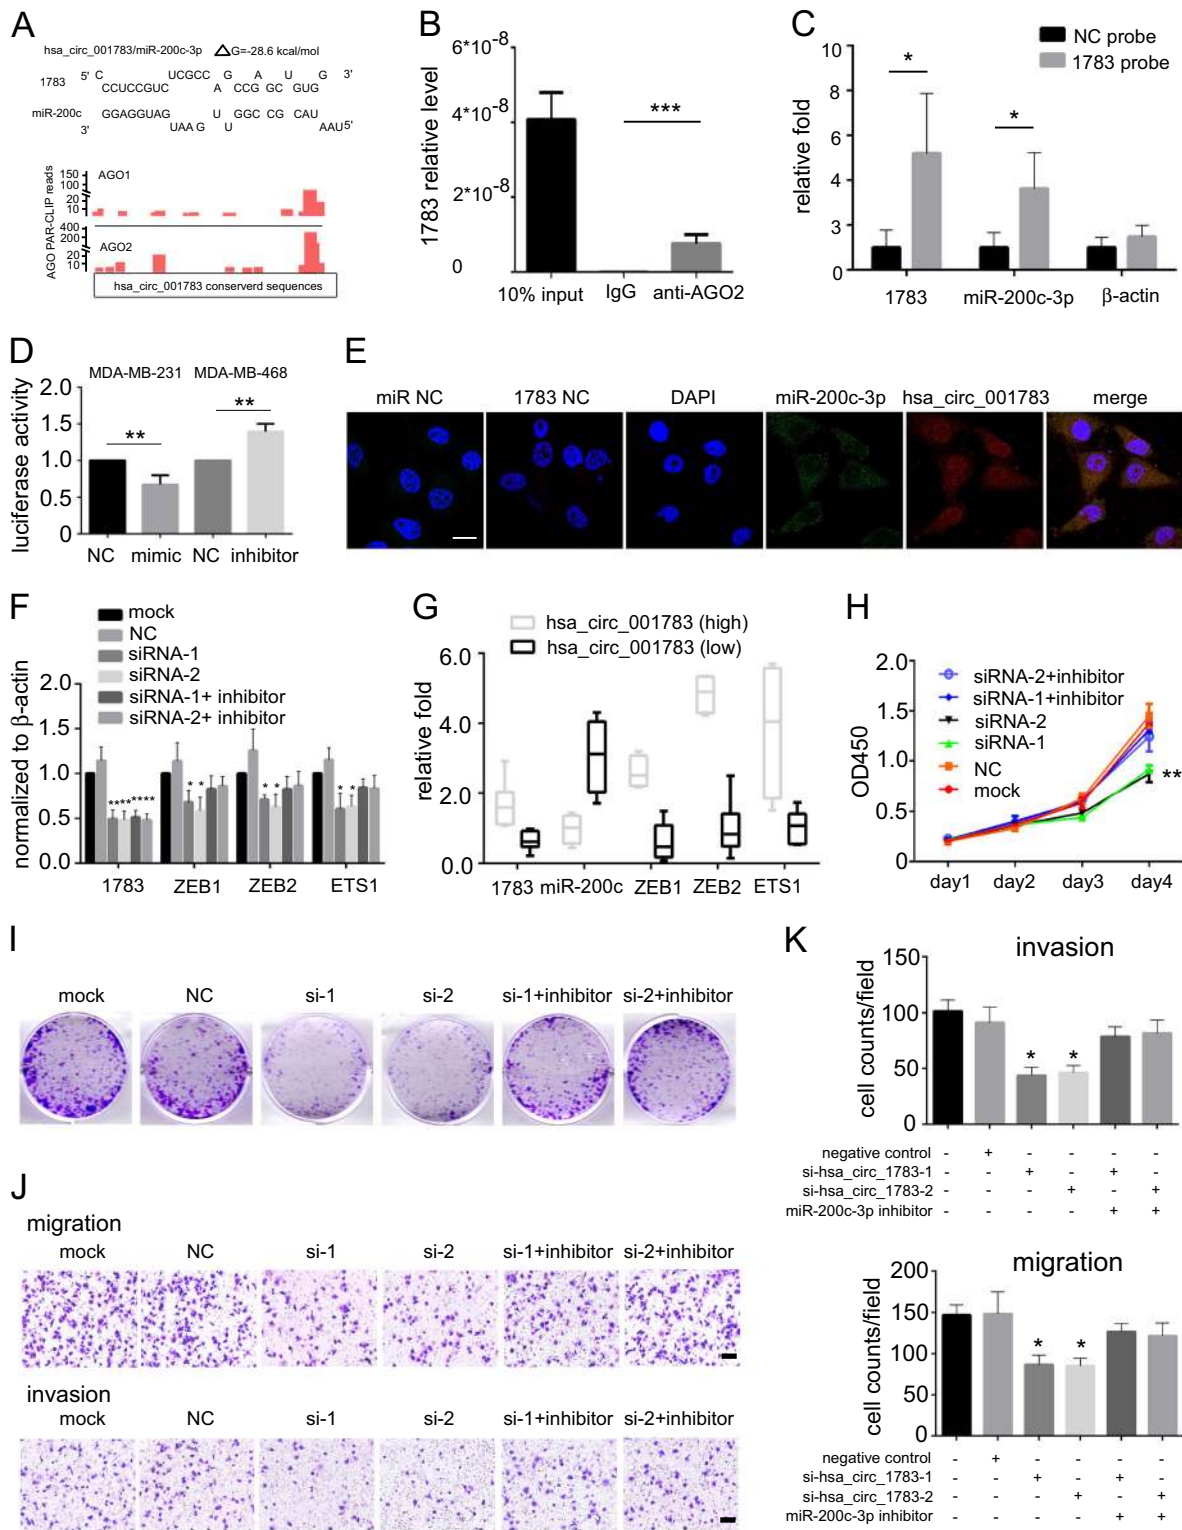 A
hsa_circ_001783/miR-200c-3p △G=-28.6 kcal/mol
5' C UCGCC G A U G 3'
1783 CCUCCGUC A CCG GC GUG
miR-200c GGAGGUAG U GGC CG CAU
3' UAA G U AAU 5'
AGO PAR-CLIP reads
150
100
20
10
AGO1
400
200
20
10
AGO2
hsa_circ_001783 conserverd sequences
B
1783 relative level
6*10⁻⁸
4*10⁻⁸
2*10⁻⁸
0
***
10% input IgG anti-AGO2
C
NC probe
1783 probe
relative fold
10
8
6
4
2
0
* *
1783 miR-200c-3p β-actin
D
MDA-MB-231 MDA-MB-468
luciferase activity
2.0
1.5
1.0
0.5
0
** **
NC mimic NC inhibitor
E
miR NC 1783 NC DAPI miR-200c-3p hsa_circ_001783 merge
F
mock
NC
siRNA-1
siRNA-2
siRNA-1+ inhibitor
siRNA-2+ inhibitor
normalized to β-actin
2.0
1.5
1.0
0.5
0.0
******** * * * * * *
1783 ZEB1 ZEB2 ETS1
G
hsa_circ_001783 (high)
hsa_circ_001783 (low)
relative fold
6.0
4.0
2.0
0.0
1783 miR-200c ZEB1 ZEB2 ETS1
H
siRNA-2+inhibitor
siRNA-1+inhibitor
siRNA-2
siRNA-1
NC
mock
OD450
2.0
1.5
1.0
0.5
0
**
day1 day2 day3 day4
I
mock NC si-1 si-2 si-1+inhibitor si-2+inhibitor
J
migration
mock NC si-1 si-2 si-1+inhibitor si-2+inhibitor
invasion
mock NC si-1 si-2 si-1+inhibitor si-2+inhibitor
K
invasion
cell counts/field
150
100
50
0
* *
negative control - + - - - -
si-hsa_circ_1783-1 - - + - + -
si-hsa_circ_1783-2 - - - + - +
miR-200c-3p inhibitor - - - - + +
migration
cell counts/field
200
150
100
50
0
* *
negative control - + - - - -
si-hsa_circ_1783-1 - - + - + -
si-hsa_circ_1783-2 - - - + - +
miR-200c-3p inhibitor - - - - + +